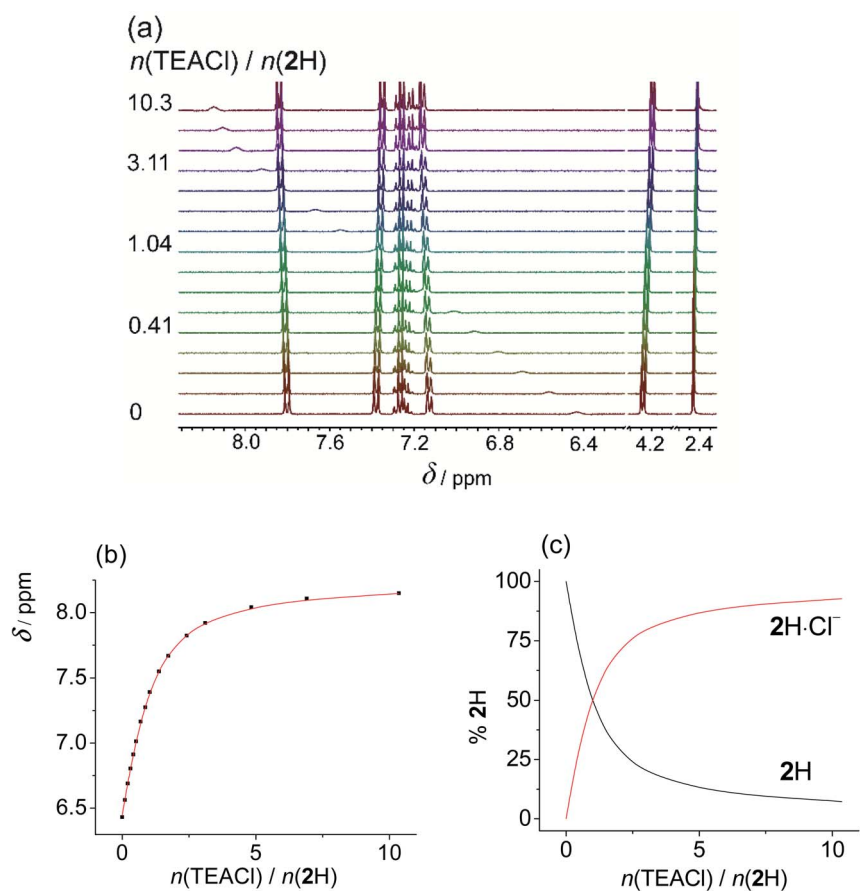 (a)
n(TEACl) / n(2H)
10.3
3.11
1.04
0.41
0
8.0 7.6 7.2 6.8 6.4 4.2 2.4
δ / ppm
(b)
δ / ppm
8.0
7.5
7.0
6.5
0 5 10
n(TEACl) / n(2H)
(c)
% 2H
100
75
50
25
0
2H·Cl⁻
2H
0 5 10
n(TEACl) / n(2H)